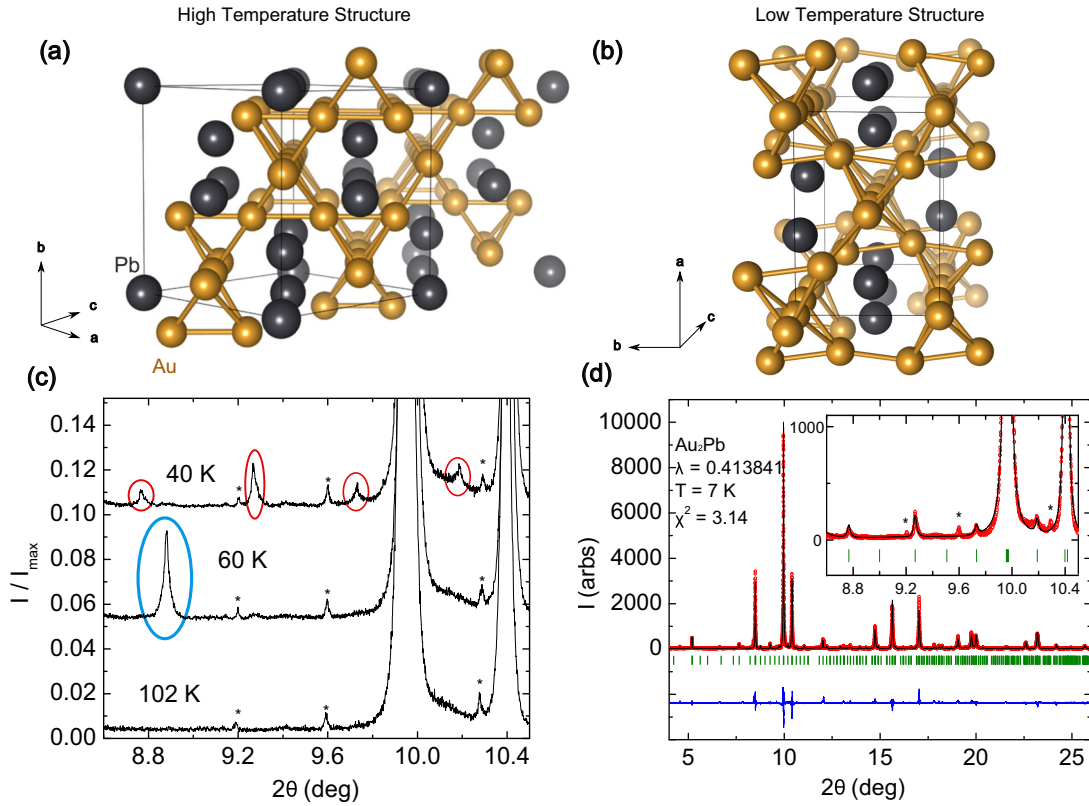 High Temperature Structure
Low Temperature Structure
(a)
(b)
b
c
a
Pb
Au
a
c
b
(c)
0.14
0.12
0.10
0.08
0.06
0.04
0.02
0.00
I / Imax
40 K
*
*
*
60 K
*
*
*
102 K
*
*
*
8.8
9.2
9.6
10.0
10.4
2θ (deg)
(d)
10000
8000
6000
4000
2000
0
I (arbs)
Au₂Pb
λ = 0.413841
T = 7 K
χ² = 3.14
1000
0
*
*
*
8.8
9.2
9.6
10.0
10.4
5
10
15
20
25
2θ (deg)